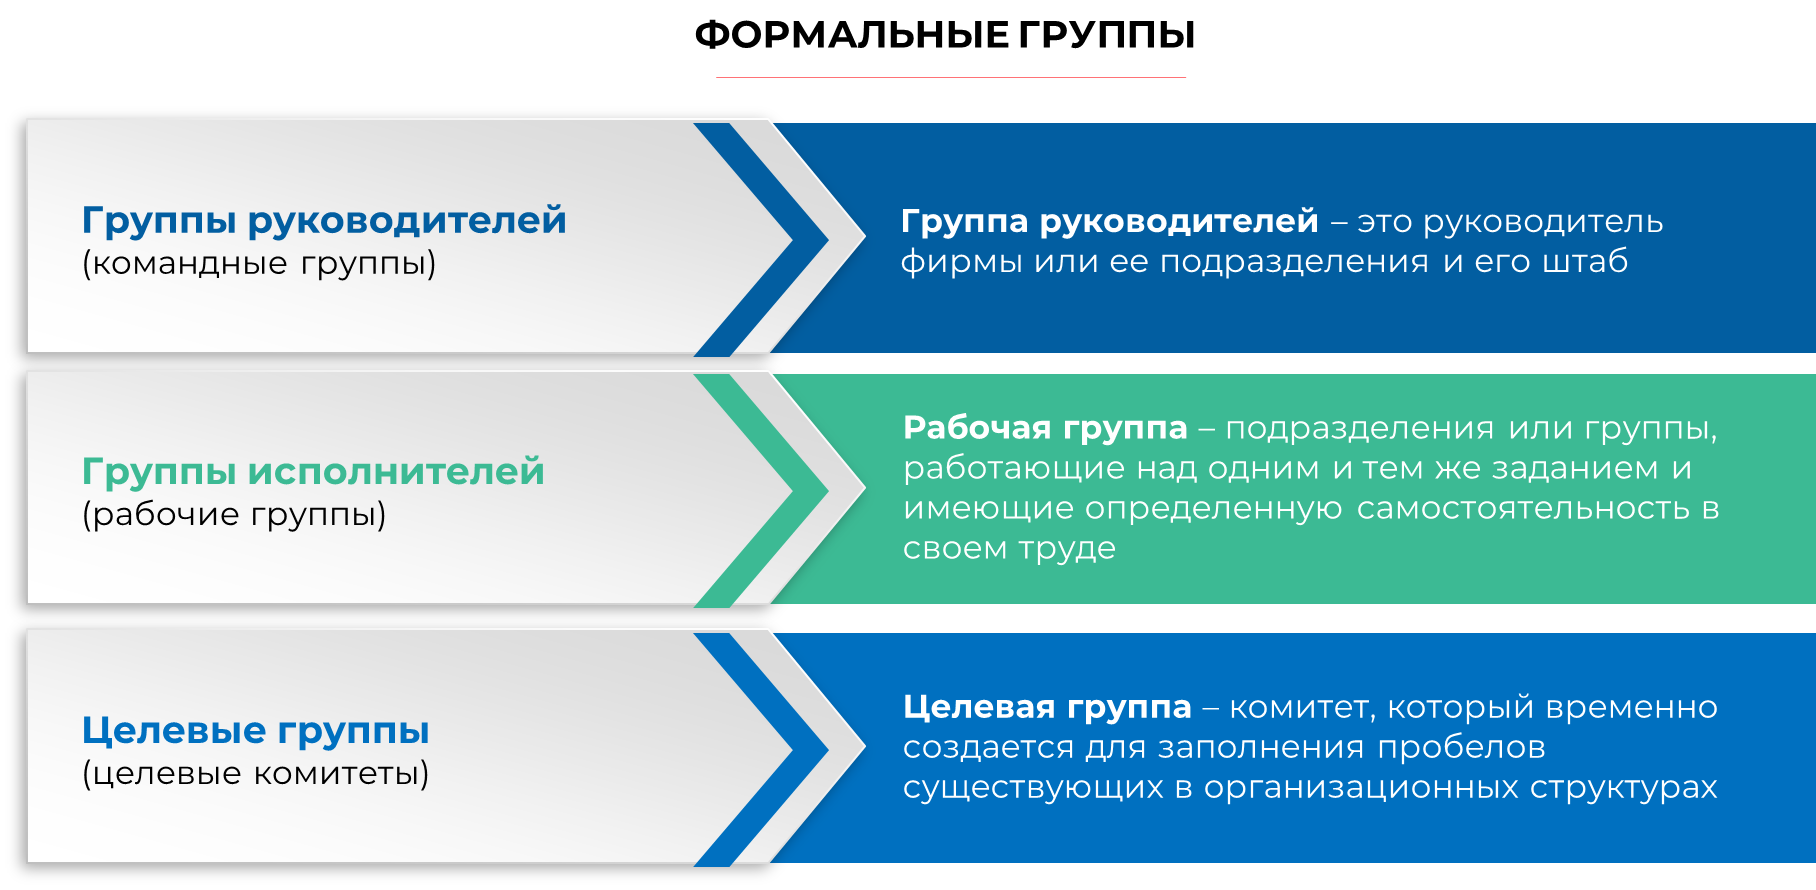 ФОРМАЛЬНЫЕ ГРУППЫ
Группы руководителей
(командные группы)
Группа руководителей – это руководитель
фирмы или ее подразделения и его штаб
Группы исполнителей
(рабочие группы)
Рабочая группа – подразделения или группы,
работающие над одним и тем же заданием и
имеющие определенную самостоятельность в
своем труде
Целевые группы
(целевые комитеты)
Целевая группа – комитет, который временно
создается для заполнения пробелов
существующих в организационных структурах